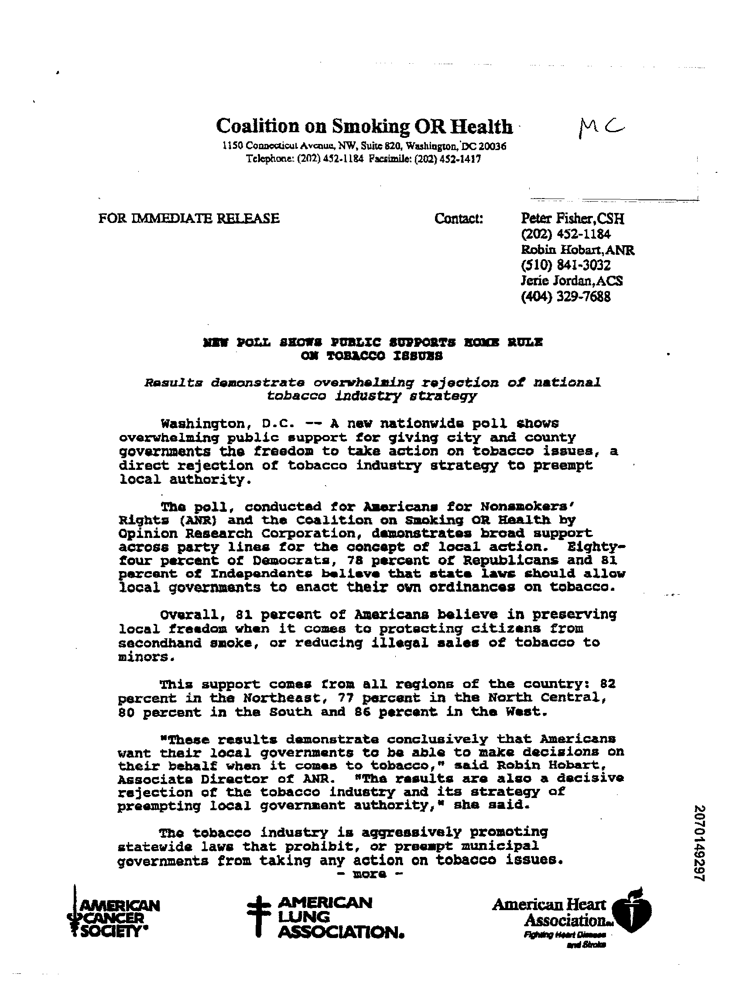 Coalition on Smoking OR Health
MC
1150 Connecticut Avenue, NW, Suite 820, Washington, DC 20036
Telephone: (202) 452-1184 Facsimile: (202) 452-1417
FOR IMMEDIATE RELEASE
Contact:
Peter Fisher,CSH
(202) 452-1184
Robin Hobart,ANR
(510) 841-3032
Jerie Jordan,ACS
(404) 329-7688
NEW POLL SHOWS PUBLIC SUPPORTS HOME RULE
ON TOBACCO ISSUES
Results demonstrate overwhelming rejection of national
tobacco industry strategy
Washington, D.C. -- A new nationwide poll shows
overwhelming public support for giving city and county
governments the freedom to take action on tobacco issues, a
direct rejection of tobacco industry strategy to preempt
local authority.
The poll, conducted for Americans for Nonsmokers'
Rights (ANR) and the Coalition on Smoking OR Health by
Opinion Research Corporation, demonstrates broad support
across party lines for the concept of local action. Eighty-
four percent of Democrats, 78 percent of Republicans and 81
percent of Independents believe that state laws should allow
local governments to enact their own ordinances on tobacco.
Overall, 81 percent of Americans believe in preserving
local freedom when it comes to protecting citizens from
secondhand smoke, or reducing illegal sales of tobacco to
minors.
This support comes from all regions of the country: 82
percent in the Northeast, 77 percent in the North Central,
80 percent in the South and 86 percent in the West.
"These results demonstrate conclusively that Americans
want their local governments to be able to make decisions on
their behalf when it comes to tobacco," said Robin Hobart,
Associate Director of ANR. "The results are also a decisive
rejection of the tobacco industry and its strategy of
preempting local government authority," she said.
The tobacco industry is aggressively promoting
statewide laws that prohibit, or preempt municipal
governments from taking any action on tobacco issues.
- more -
2070149297
AMERICAN
CANCER
SOCIETY®
AMERICAN
LUNG
ASSOCIATION.
American Heart
Association
Fighting Heart Disease
and Stroke